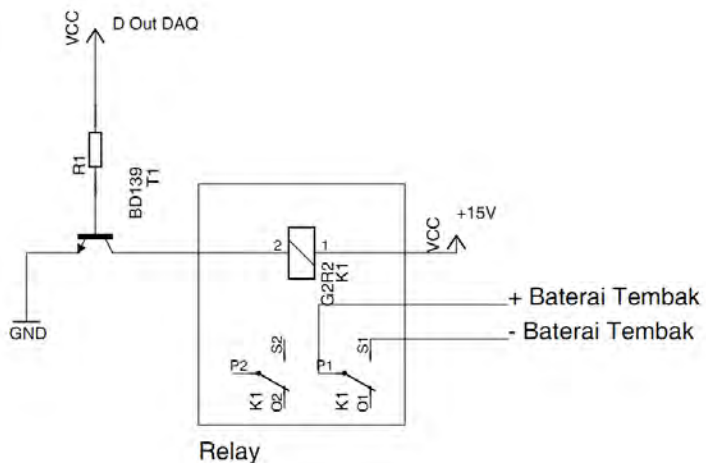 D Out DAQ
VCC
R1
BD139
T1
+15V
VCC
2
1
G2R2
K1
+ Baterai Tembak
- Baterai Tembak
GND
S2
S1
P2
P1
K1
O2
K1
O1
Relay